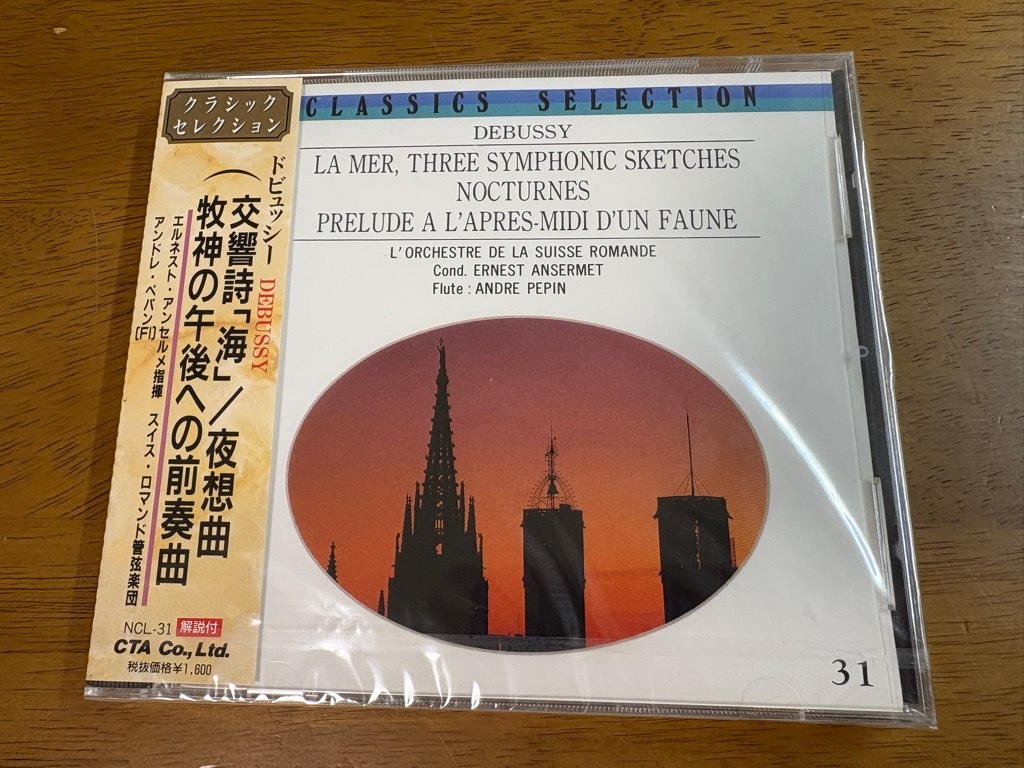 クラシック
セレクション
ドビュッシー DEBUSSY
交響詩「海」／夜想曲
牧神の午後への前奏曲
エルネスト・アンセルメ指揮 スイス・ロマンド管弦楽団
アンドレ・ペパン(Fl)
NCL-31 解説付
CTA Co., Ltd.
税抜価格¥1,600
CLASSICS SELECTION
DEBUSSY
LA MER, THREE SYMPHONIC SKETCHES
NOCTURNES
PRELUDE A L'APRES-MIDI D'UN FAUNE
L'ORCHESTRE DE LA SUISSE ROMANDE
Cond. ERNEST ANSERMET
Flute : ANDRE PEPIN
31